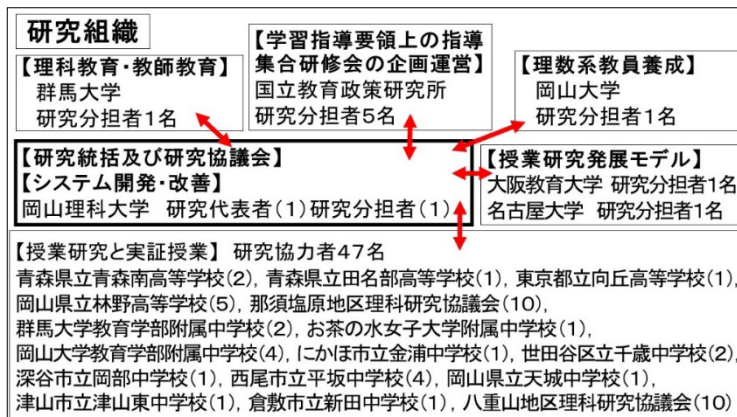 研究組織
【理科教育・教師教育】
群馬大学
研究分担者1名
【学習指導要領上の指導
集合研修会の企画運営】
国立教育政策研究所
研究分担者5名
【理数系教員養成】
岡山大学
研究分担者1名
【研究統括及び研究協議会】
【システム開発・改善】
岡山理科大学 研究代表者(1)研究分担者(1)
【授業研究発展モデル】
大阪教育大学 研究分担者1名
名古屋大学 研究分担者1名
【授業研究と実証授業】 研究協力者47名
青森県立青森南高等学校(2), 青森県立田名部高等学校(1), 東京都立向丘高等学校(1),
岡山県立林野高等学校(5), 那須塩原地区理科研究協議会(10),
群馬大学教育学部附属中学校(2), お茶の水女子大学附属中学校(1),
岡山大学教育学部附属中学校(4), にかほ市立金浦中学校(1), 世田谷区立千歳中学校(2),
深谷市立岡部中学校(1), 西尾市立平坂中学校(4), 岡山県立天城中学校(1),
津山市立津山東中学校(1), 倉敷市立新田中学校(1), 八重山地区理科研究協議会(10)